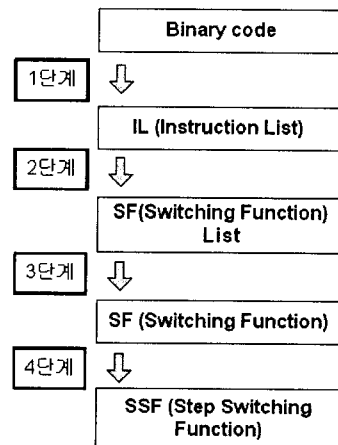 Binary code
1단계
IL (Instruction List)
2단계
SF(Switching Function)
List
3단계
SF (Switching Function)
4단계
SSF (Step Switching
Function)